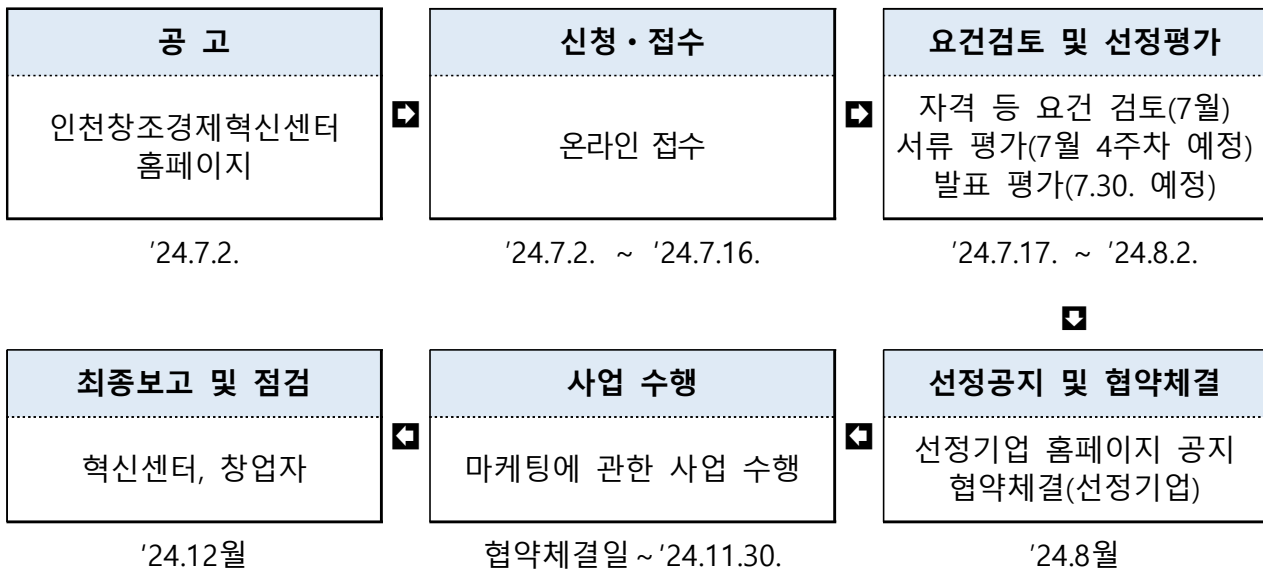 공 고
인천창조경제혁신센터
홈페이지
'24.7.2.
신청・접수
온라인 접수
'24.7.2. ~ '24.7.16.
요건검토 및 선정평가
자격 등 요건 검토(7월)
서류 평가(7월 4주차 예정)
발표 평가(7.30. 예정)
'24.7.17. ~ '24.8.2.
선정공지 및 협약체결
선정기업 홈페이지 공지
협약체결(선정기업)
'24.8월
사업 수행
마케팅에 관한 사업 수행
협약체결일 ~ '24.11.30.
최종보고 및 점검
혁신센터, 창업자
'24.12월